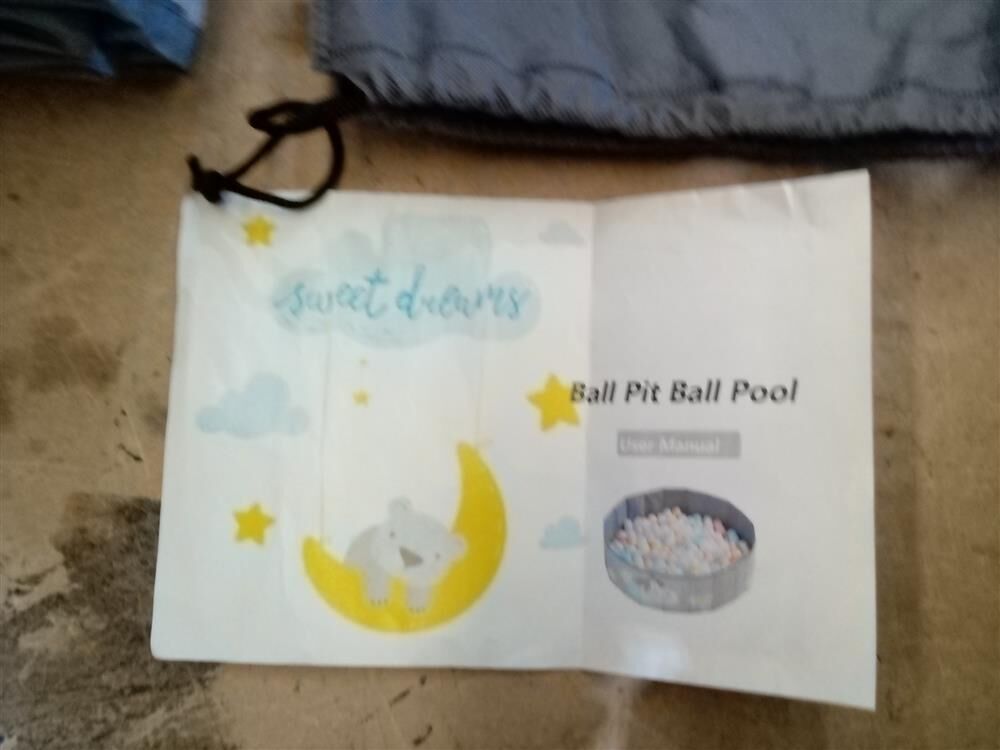 sweet dreams
Ball Pit Ball Pool
User Manual